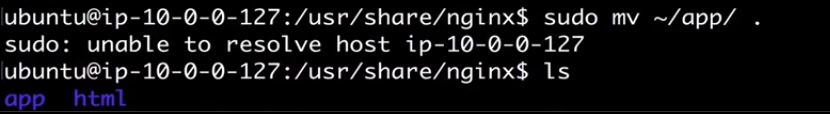 ubuntu@ip-10-0-0-127:/usr/share/nginx$ sudo mv ~/app/ .
sudo: unable to resolve host ip-10-0-0-127
ubuntu@ip-10-0-0-127:/usr/share/nginx$ ls
app  html